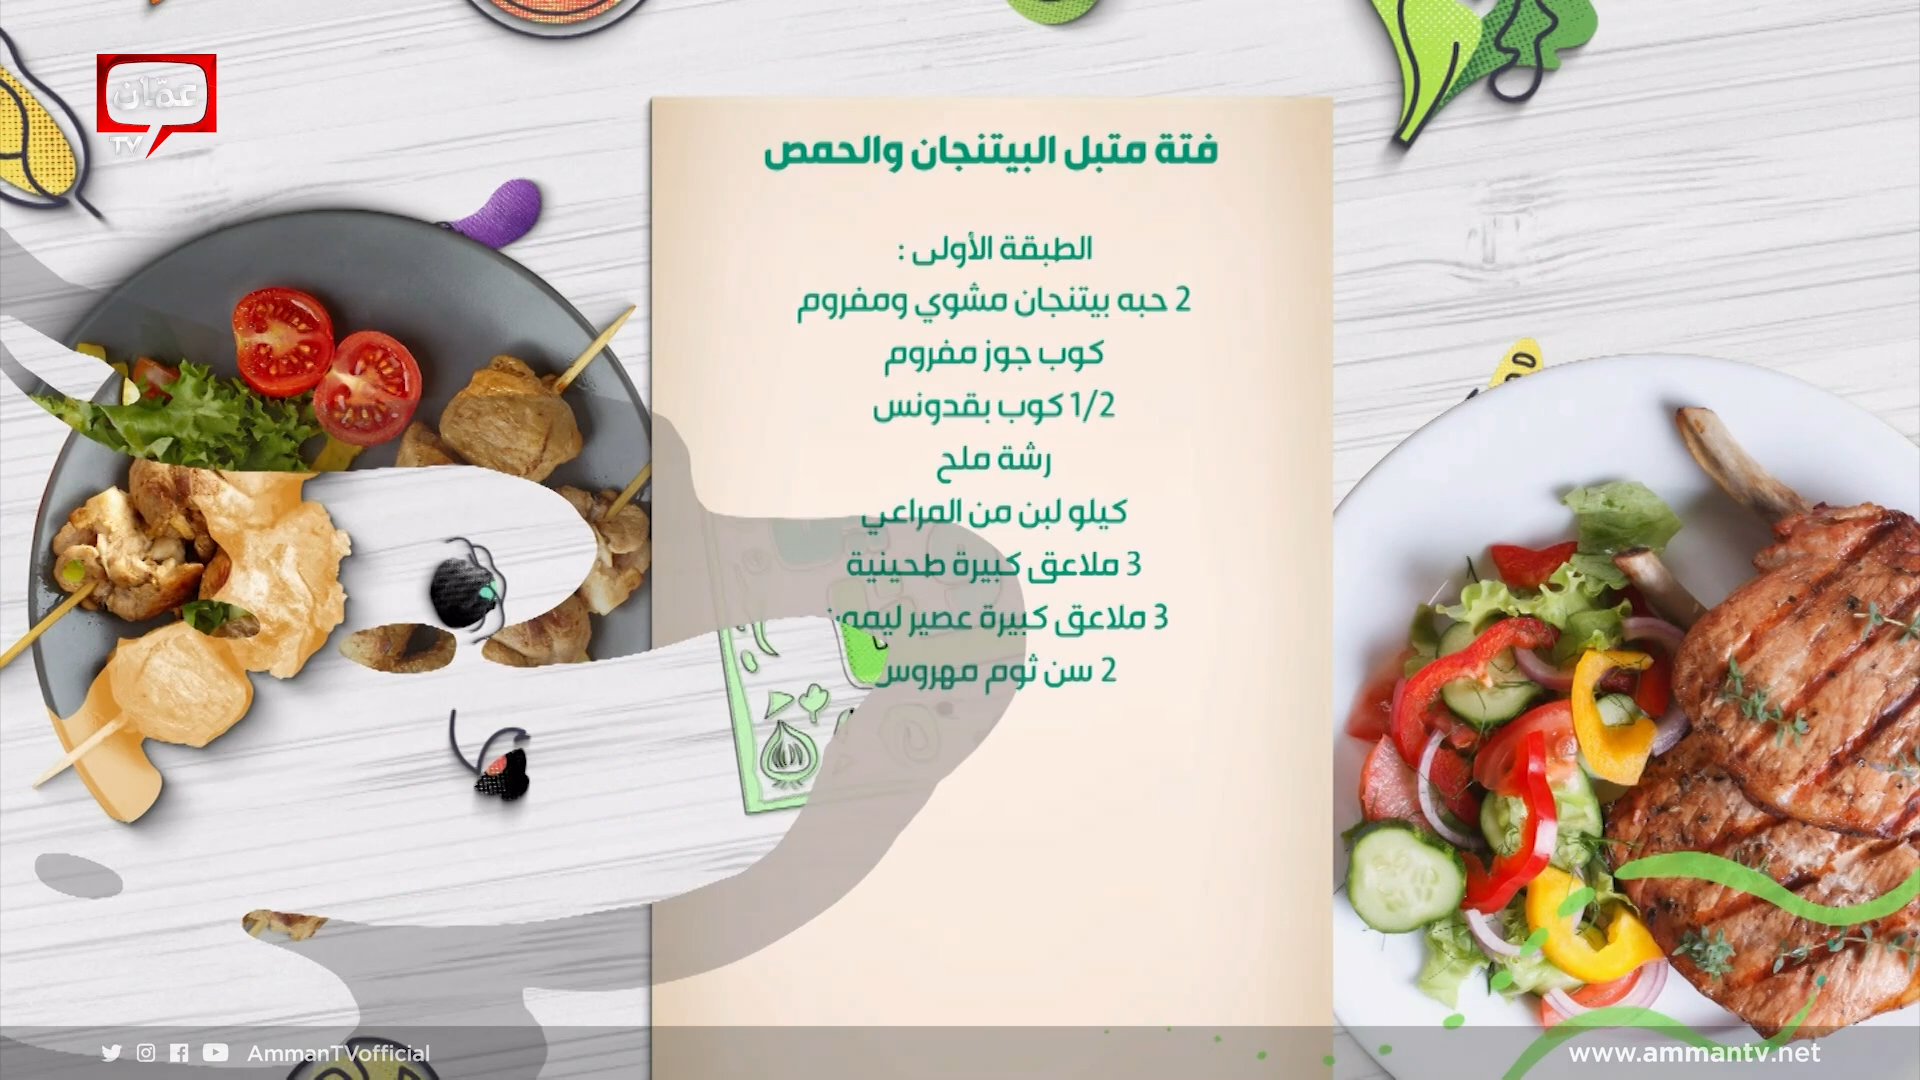 عمّان
TV
فتة متبل البيتنجان والحمص
الطبقة الأولى :
2 حبه بيتنجان مشوي ومفروم
كوب جوز مفروم
1/2 كوب بقدونس
رشة ملح
كيلو لبن من المراعي
3 ملاعق كبيرة طحينية
3 ملاعق كبيرة عصير
2 سن ثوم مهروس
AmmanTVofficial
www.ammantv.net